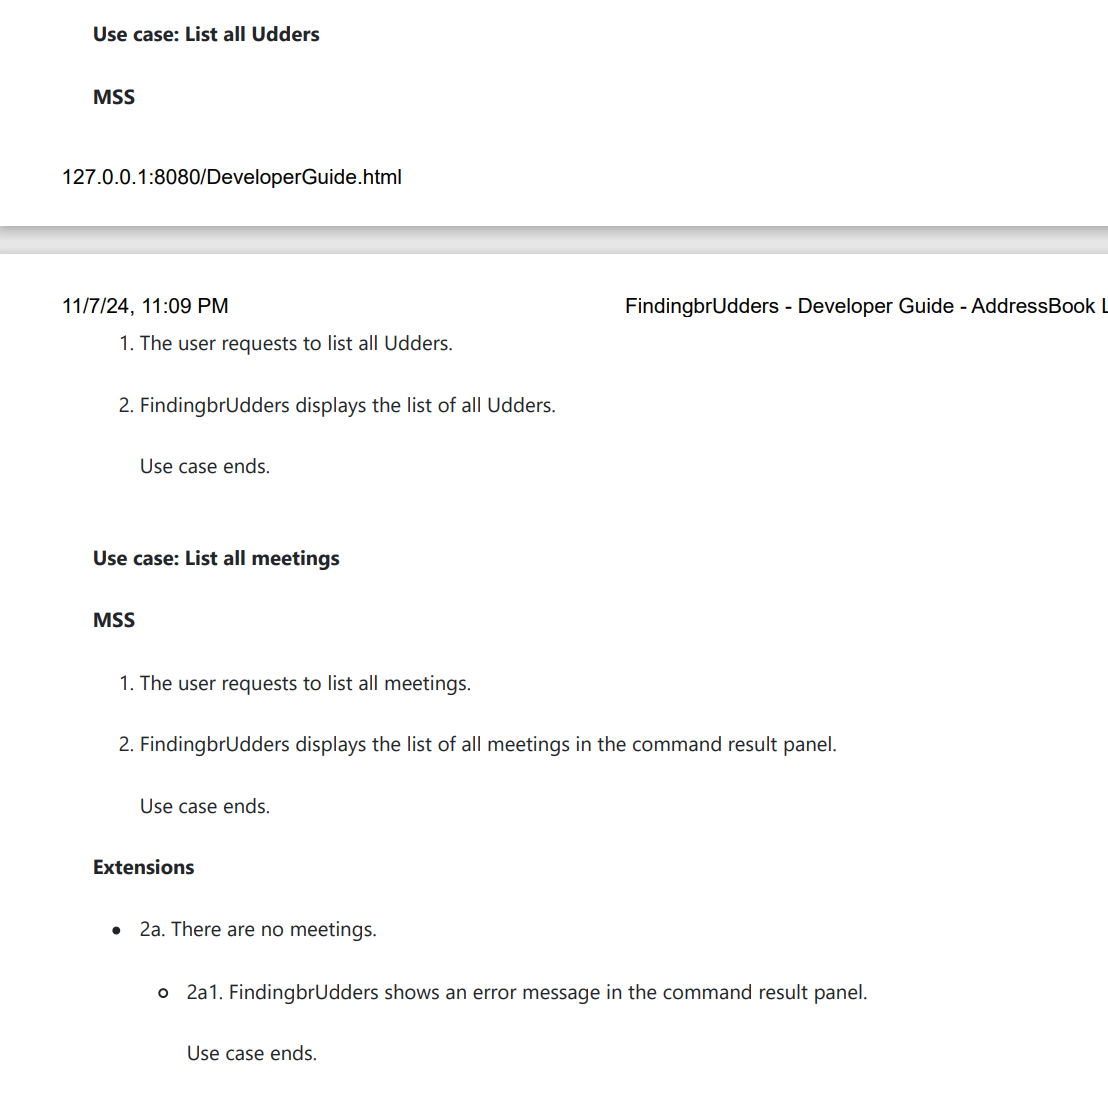 Use case: List all Udders
MSS
127.0.0.1:8080/DeveloperGuide.html
11/7/24, 11:09 PM
FindingbrUdders - Developer Guide - AddressBook L
1. The user requests to list all Udders.
2. FindingbrUdders displays the list of all Udders.
Use case ends.
Use case: List all meetings
MSS
1. The user requests to list all meetings.
2. FindingbrUdders displays the list of all meetings in the command result panel.
Use case ends.
Extensions
• 2a. There are no meetings.
o 2a1. FindingbrUdders shows an error message in the command result panel.
Use case ends.